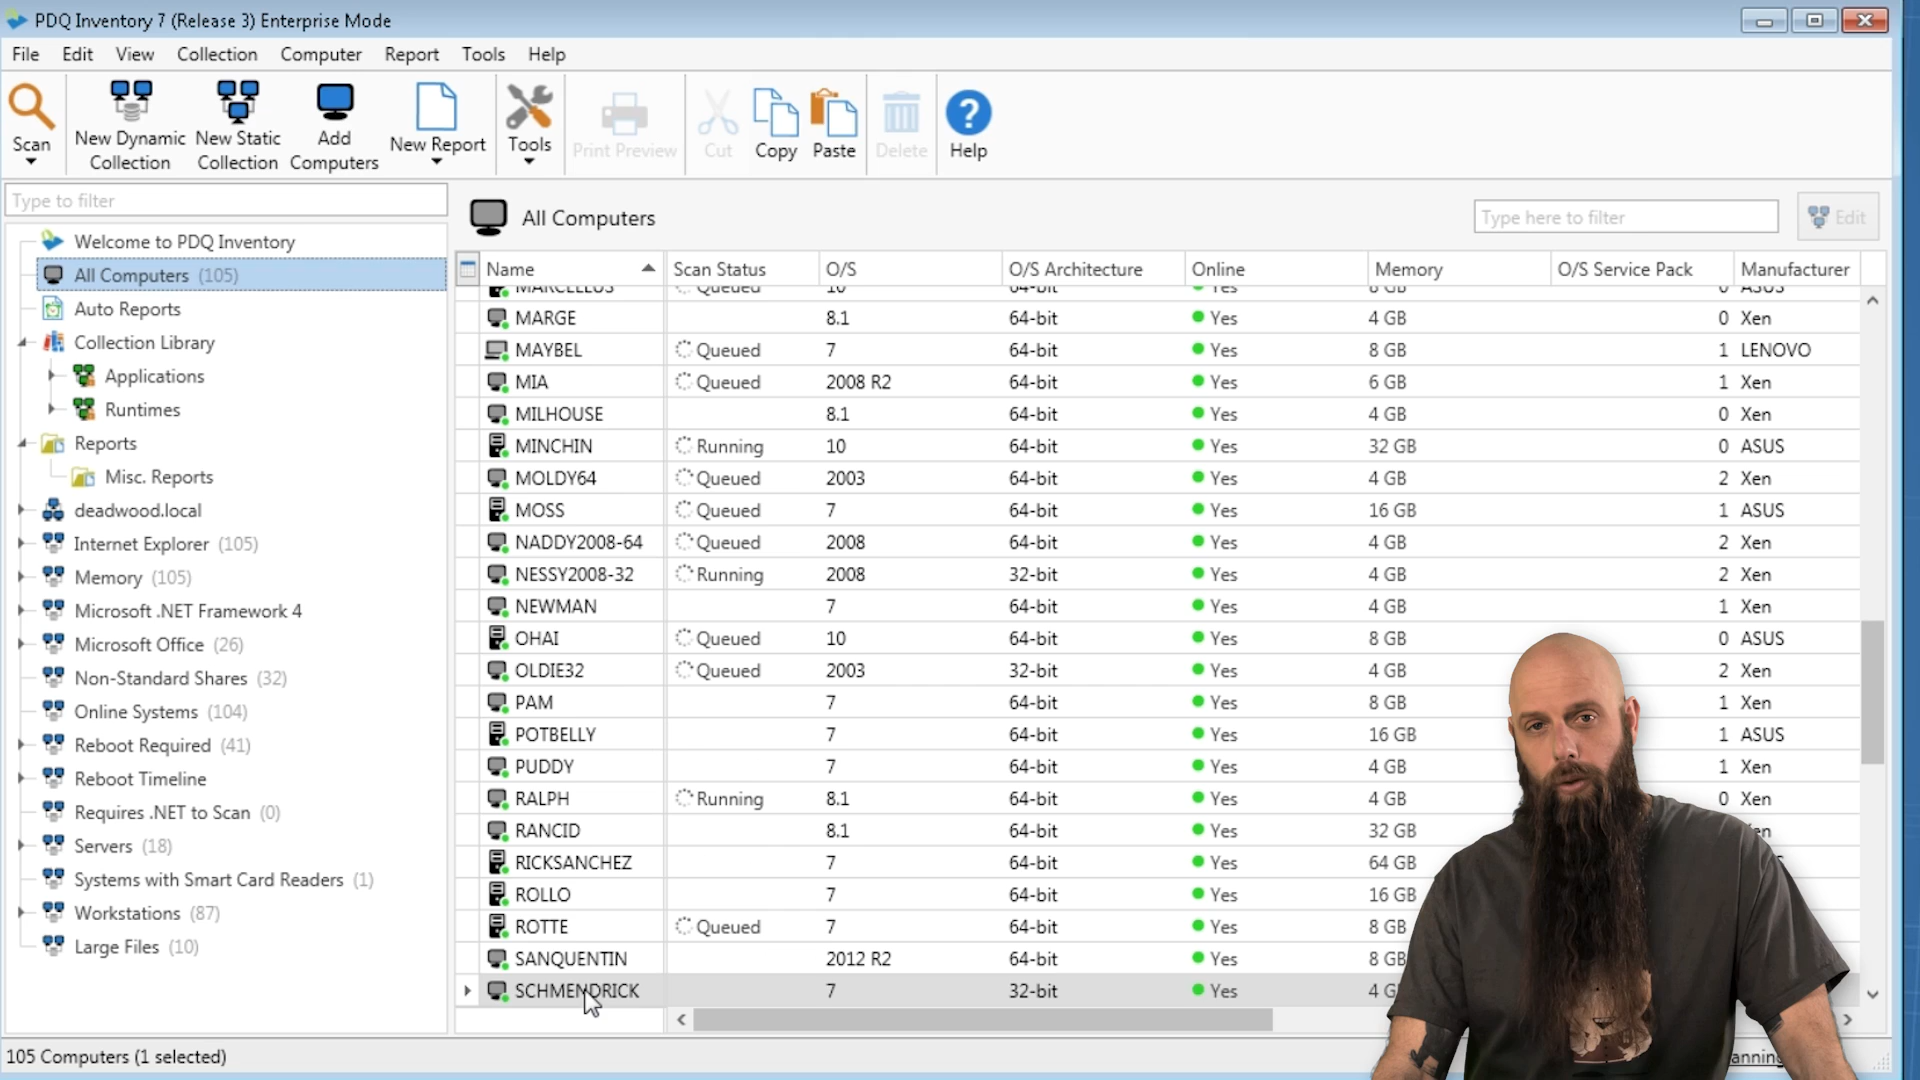 PDQ Inventory 7 (Release 3) Enterprise Mode
File Edit View Collection Computer Report Tools Help
Scan
New Dynamic Collection
New Static Collection
Add Computers
New Report
Tools
Print Preview
Cut
Copy
Paste
Delete
Help
Type to filter
Welcome to PDQ Inventory
All Computers (105)
Auto Reports
Collection Library
Applications
Runtimes
Reports
Misc. Reports
deadwood.local
Internet Explorer (105)
Memory (105)
Microsoft .NET Framework 4
Microsoft Office (26)
Non-Standard Shares (32)
Online Systems (104)
Reboot Required (41)
Reboot Timeline
Requires .NET to Scan (0)
Servers (18)
Systems with Smart Card Readers (1)
Workstations (87)
Large Files (10)
All Computers
Type here to filter
Edit
Name Scan Status O/S O/S Architecture Online Memory O/S Service Pack Manufacturer
MARCELLUS Queued 10 64-bit Yes 8 GB 0 ASUS
MARGE 8.1 64-bit Yes 4 GB 0 Xen
MAYBEL Queued 7 64-bit Yes 8 GB 1 LENOVO
MIA Queued 2008 R2 64-bit Yes 6 GB 1 Xen
MILHOUSE 8.1 64-bit Yes 4 GB 0 Xen
MINCHIN Running 10 64-bit Yes 32 GB 0 ASUS
MOLDY64 Queued 2003 64-bit Yes 4 GB 2 Xen
MOSS Queued 7 64-bit Yes 16 GB 1 ASUS
NADDY2008-64 Queued 2008 64-bit Yes 4 GB 2 Xen
NESSY2008-32 Running 2008 32-bit Yes 4 GB 2 Xen
NEWMAN 7 64-bit Yes 4 GB 1 Xen
OHAI Queued 10 64-bit Yes 8 GB 0 ASUS
OLDIE32 Queued 2003 32-bit Yes 4 GB 2 Xen
PAM 7 64-bit Yes 8 GB 1 Xen
POTBELLY 7 64-bit Yes 16 GB 1 ASUS
PUDDY 7 64-bit Yes 4 GB 1 Xen
RALPH Running 8.1 64-bit Yes 4 GB 0 Xen
RANCID 8.1 64-bit Yes 32 GB
RICKSANCHEZ 7 64-bit Yes 64 GB
ROLLO 7 64-bit Yes 16 GB
ROTTE Queued 7 64-bit Yes 8 GB
SANQUENTIN 2012 R2 64-bit Yes 8 GB
SCHMENDRICK 7 32-bit Yes 4
105 Computers (1 selected)